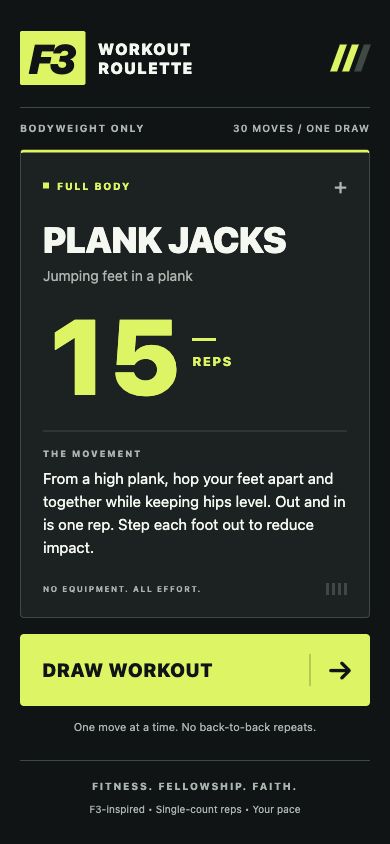 F3
WORKOUT
ROULETTE
BODYWEIGHT ONLY
30 MOVES / ONE DRAW
FULL BODY
+
PLANK JACKS
Jumping feet in a plank
15
REPS
THE MOVEMENT
From a high plank, hop your feet apart and
together while keeping hips level. Out and in
is one rep. Step each foot out to reduce
impact.
NO EQUIPMENT. ALL EFFORT.
DRAW WORKOUT →
One move at a time. No back-to-back repeats.
FITNESS. FELLOWSHIP. FAITH.
F3-inspired • Single-count reps • Your pace